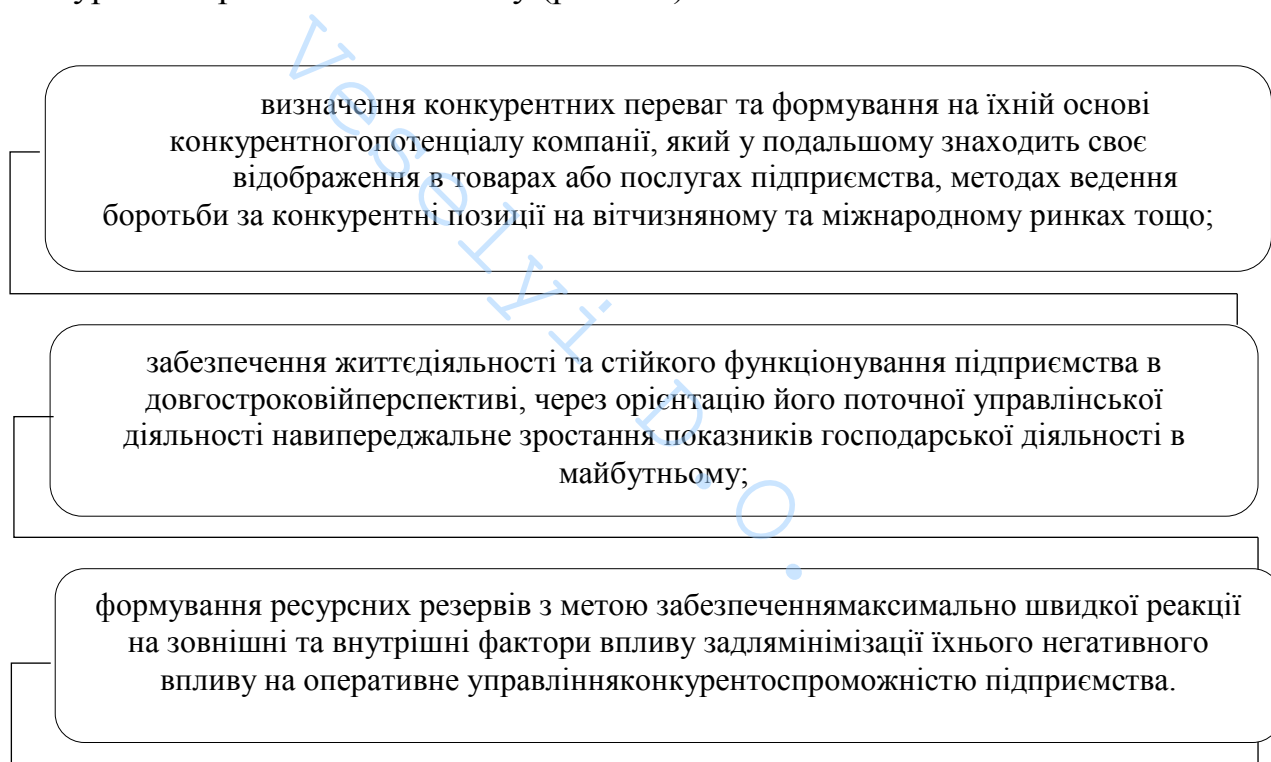 визначення конкурентних переваг та формування на їхній основі
конкурентногопотенціалу компанії, який у подальшому знаходить своє
відображення в товарах або послугах підприємства, методах ведення
боротьби за конкурентні позиції на вітчизняному та міжнародному ринках тощо;
забезпечення життєдіяльності та стійкого функціонування підприємства в
довгостроковійперспективі, через орієнтацію його поточної управлінської
діяльності навипереджальне зростання показників господарської діяльності в
майбутньому;
формування ресурсних резервів з метою забезпеченнямаксимально швидкої реакції
на зовнішні та внутрішні фактори впливу задлямінімізації їхнього негативного
впливу на оперативне управлінняконкурентоспроможністю підприємства.
Veselyi D.O.